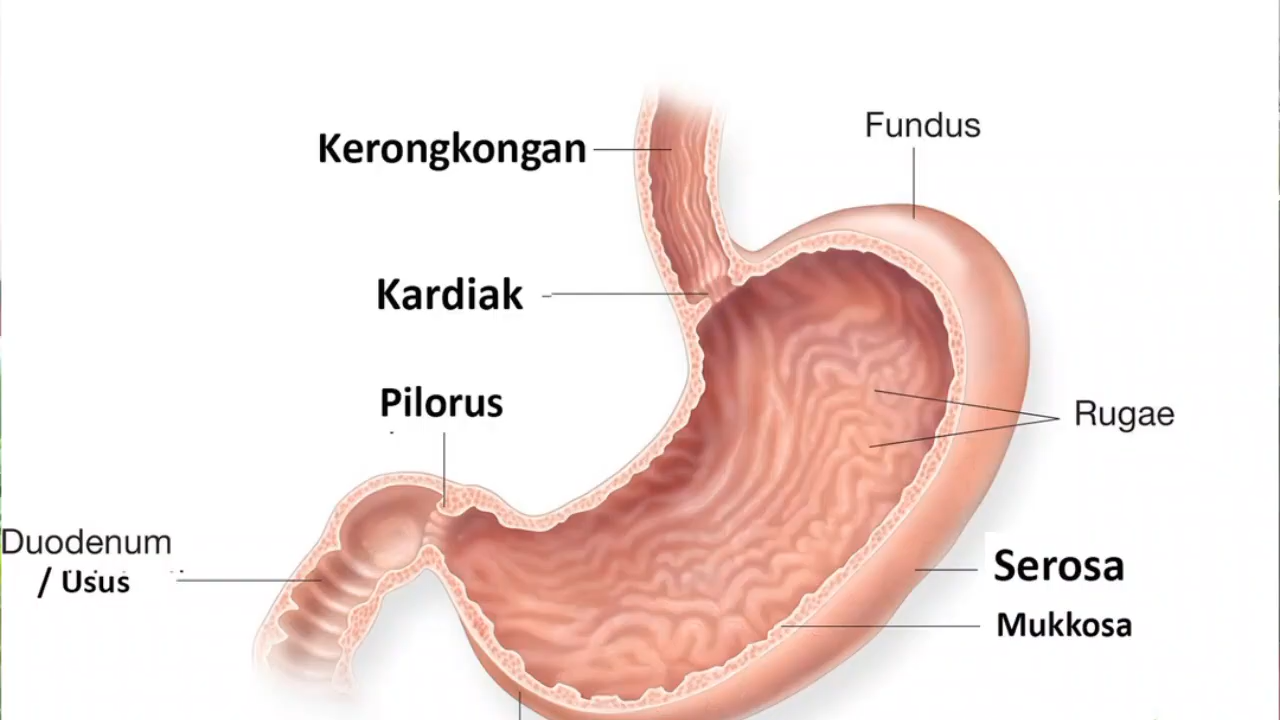 Kerongkongan
Fundus
Kardiak
Pilorus
Rugae
Duodenum
/ Usus
Serosa
Mukkosa